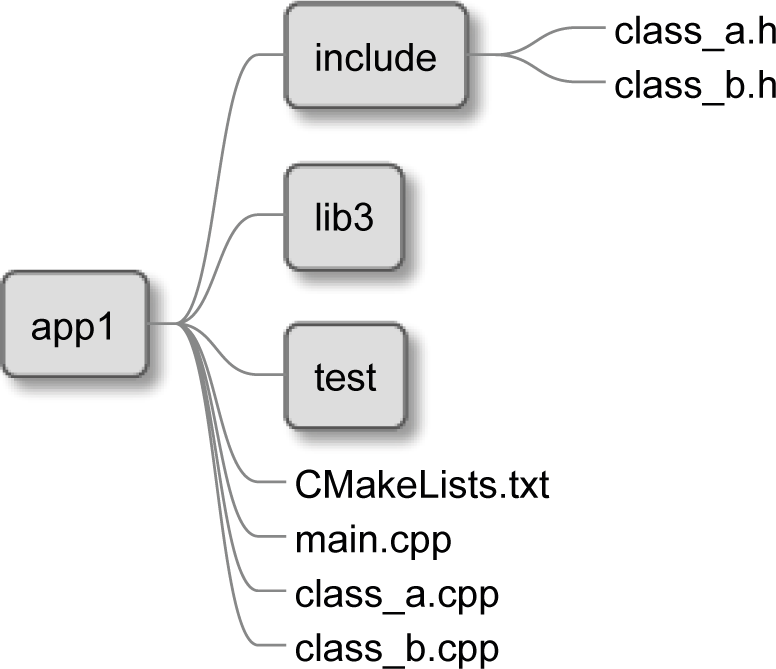 include
class_a.h
class_b.h
lib3
app1
test
CMakeLists.txt
main.cpp
class_a.cpp
class_b.cpp